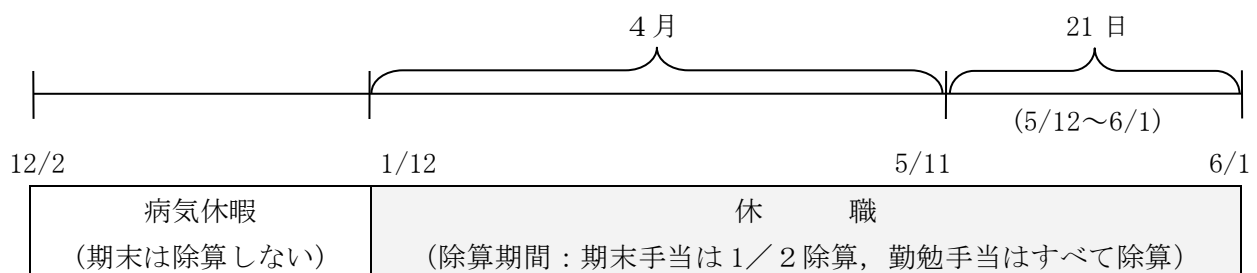 ４月 21 日
(5/12～6/1)
12/2 1/12 5/11 6/1
病気休暇 休 職
(期末は除算しない) (除算期間：期末手当は 1／２除算，勤勉手当はすべて除算)